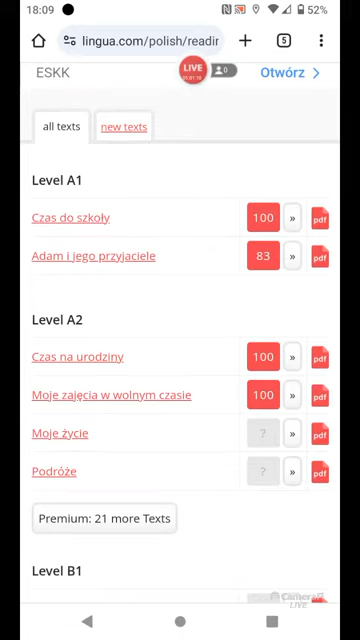 18:09
52%
lingua.com/polish/readir
5
ESKK
LIVE
0
Otwórz
all texts
new texts
Level A1
Czas do szkoły
100 » pdf
Adam i jego przyjaciele
83 » pdf
Level A2
Czas na urodziny
100 » pdf
Moje zajęcia w wolnym czasie
100 » pdf
Moje życie
? » pdf
Podróże
? » pdf
Premium: 21 more Texts
Level B1
CameraFi
LIVE